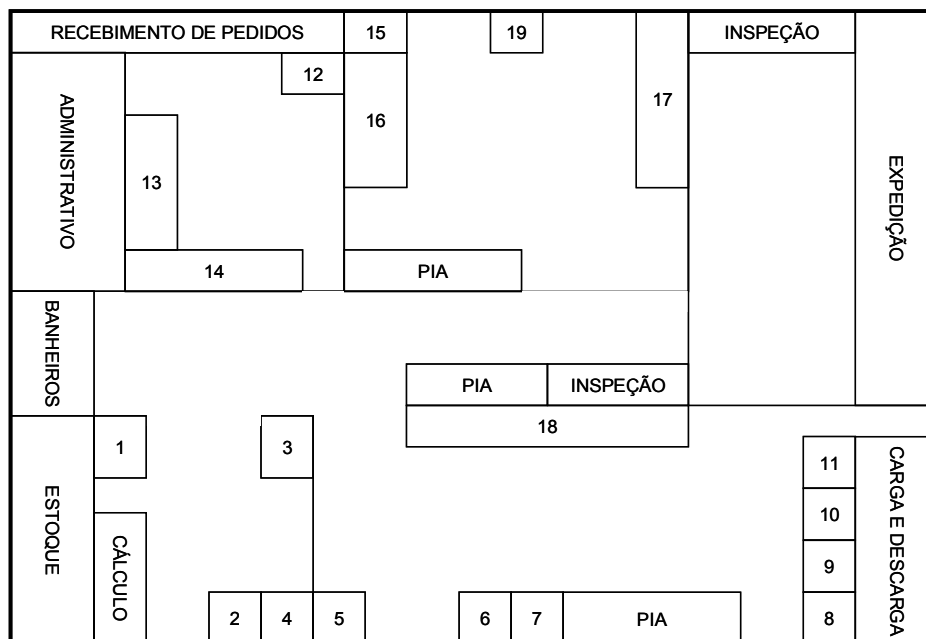 RECEBIMENTO DE PEDIDOS
15
19
INSPEÇÃO
12
16
17
ADMINISTRATIVO
13
EXPEDIÇÃO
14
PIA
BANHEIROS
PIA
INSPEÇÃO
18
1
3
11
ESTOQUE
CÁLCULO
10
CARGA E DESCARGA
9
2
4
5
6
7
PIA
8